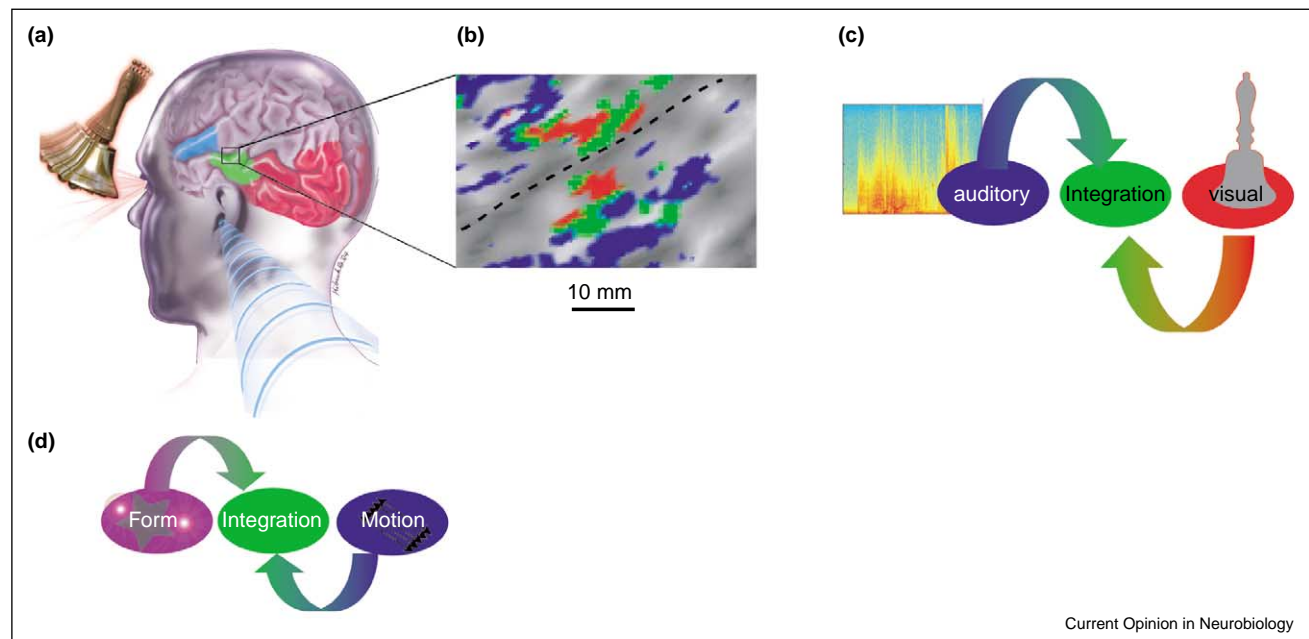 (a)
(b)
(c)
auditory
Integration
visual
10 mm
(d)
Form
Integration
Motion
Current Opinion in Neurobiology